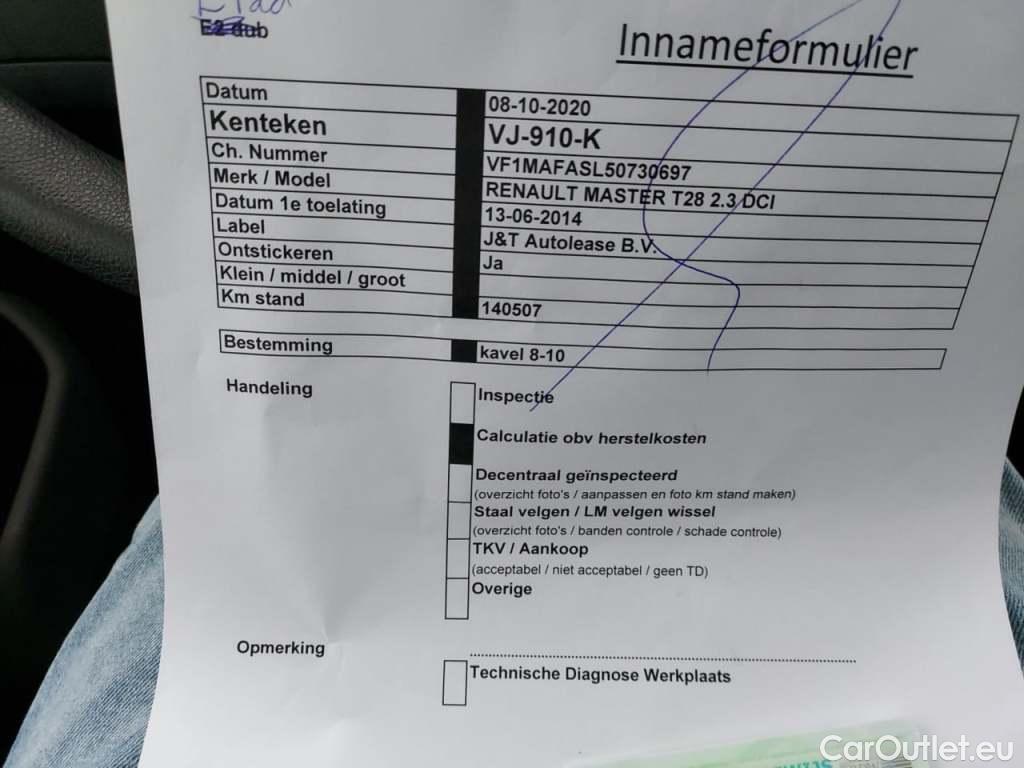 E2 dub
Innameformulier
Datum 08-10-2020
Kenteken VJ-910-K
Ch. Nummer VF1MAFASL50730697
Merk / Model RENAULT MASTER T28 2.3 DCI
Datum 1e toelating 13-06-2014
Label J&T Autolease B.V.
Ontstickeren Ja
Klein / middel / groot
Km stand 140507
Bestemming kavel 8-10
Handeling Inspectie
Calculatie obv herstelkosten
Decentraal geïnspecteerd
(overzicht foto's / aanpassen en foto km stand maken)
Staal velgen / LM velgen wissel
(overzicht foto's / banden controle / schade controle)
TKV / Aankoop
(acceptabel / niet acceptabel / geen TD)
Overige
Opmerking
Technische Diagnose Werkplaats
CarOutlet.eu